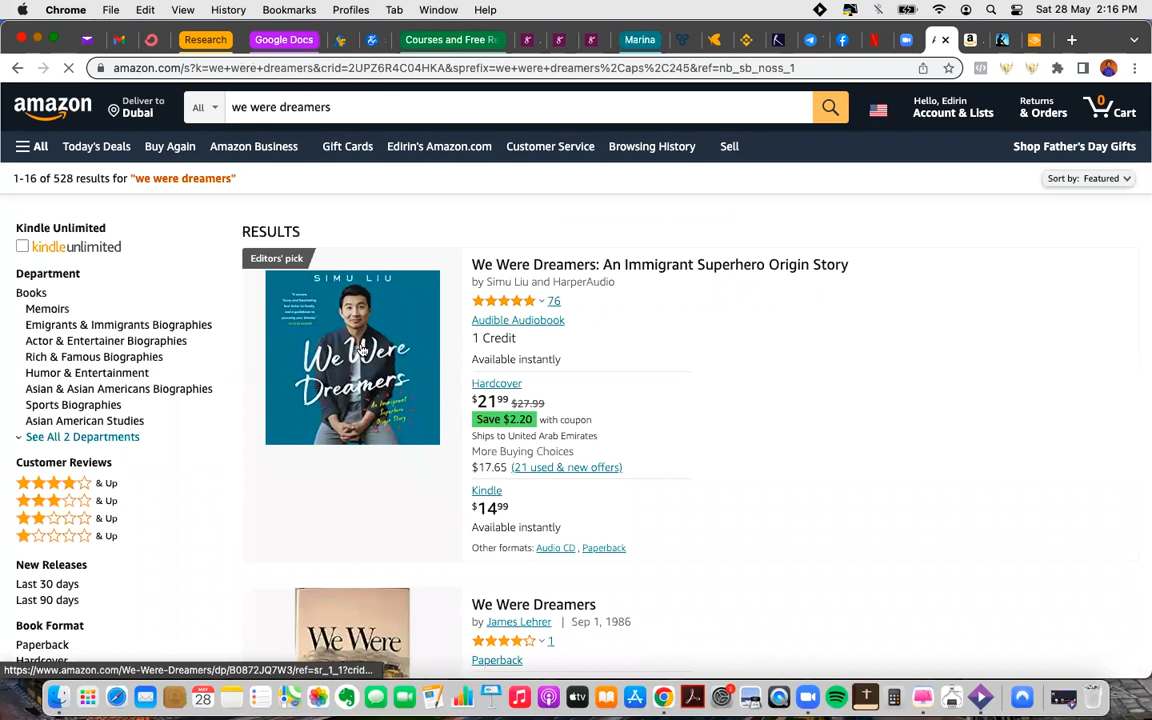 Chrome File Edit View History Bookmarks Profiles Tab Window Help Sat 28 May 2:16 PM
Research Google Docs Courses and Free Re Marina
amazon.com/s?k=we+were+dreamers&crid=2UPZ6R4C04HKA&sprefix=we+were+dreamers%2Caps%2C245&ref=nb_sb_noss_1
amazon Deliver to Dubai All we were dreamers Hello, Edirin Account & Lists Returns & Orders 0 Cart
All Today's Deals Buy Again Amazon Business Gift Cards Edirin's Amazon.com Customer Service Browsing History Sell Shop Father's Day Gifts
1-16 of 528 results for "we were dreamers" Sort by: Featured
Kindle Unlimited
kindleunlimited
Department
Books
Memoirs
Emigrants & Immigrants Biographies
Actor & Entertainer Biographies
Rich & Famous Biographies
Humor & Entertainment
Asian & Asian Americans Biographies
Sports Biographies
Asian American Studies
See All 2 Departments
Customer Reviews
& Up
& Up
& Up
& Up
New Releases
Last 30 days
Last 90 days
Book Format
Paperback
Hardcover
RESULTS
Editors' pick
SIMU LIU
We Were
Dreamers
An Immigrant
Superhero
Origin Story
We Were Dreamers: An Immigrant Superhero Origin Story
by Simu Liu and HarperAudio
76
Audible Audiobook
1 Credit
Available instantly
Hardcover
$21.99 $27.99
Save $2.20 with coupon
Ships to United Arab Emirates
More Buying Choices
$17.65 (21 used & new offers)
Kindle
$14.99
Available instantly
Other formats: Audio CD , Paperback
We Were
We Were Dreamers
by James Lehrer | Sep 1, 1986
1
Paperback
https://www.amazon.com/We-Were-Dreamers/dp/B0872JQ7W3/ref=sr_1_1?crid...